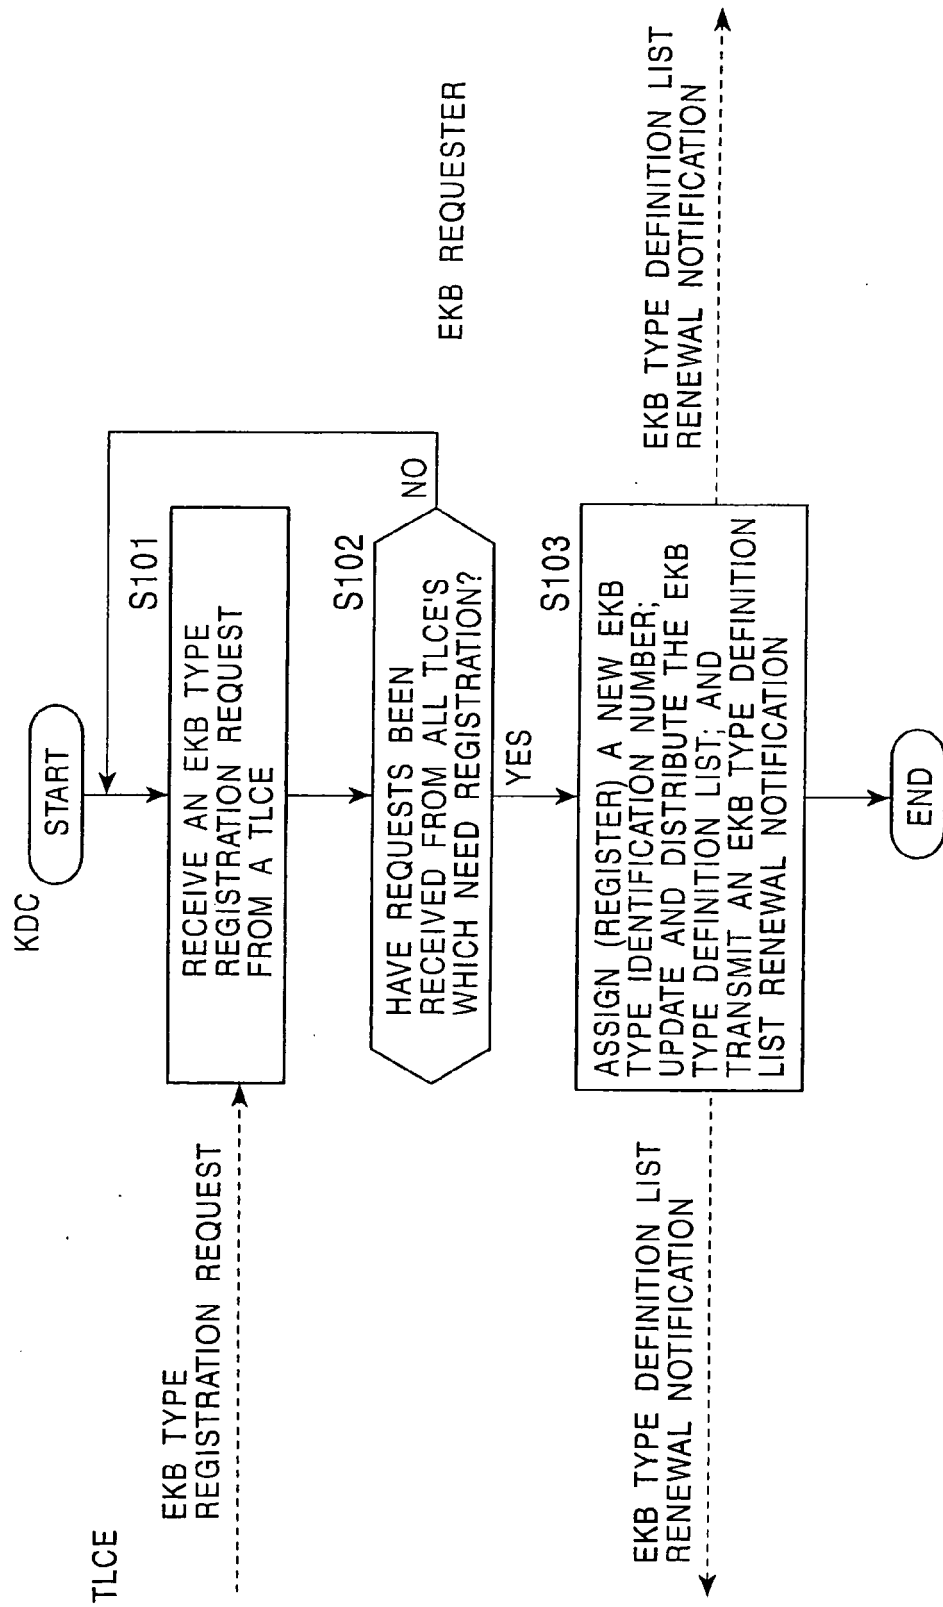 TLCE
KDC
EKB REQUESTER
START
EKB TYPE
REGISTRATION REQUEST
S101
RECEIVE AN EKB TYPE
REGISTRATION REQUEST
FROM A TLCE
S102
HAVE REQUESTS BEEN
RECEIVED FROM ALL TLCE'S
WHICH NEED REGISTRATION?
NO
YES
S103
ASSIGN (REGISTER) A NEW EKB
TYPE IDENTIFICATION NUMBER;
UPDATE AND DISTRIBUTE THE EKB
TYPE DEFINITION LIST; AND
TRANSMIT AN EKB TYPE DEFINITION
LIST RENEWAL NOTIFICATION
EKB TYPE DEFINITION LIST
RENEWAL NOTIFICATION
EKB TYPE DEFINITION LIST
RENEWAL NOTIFICATION
END